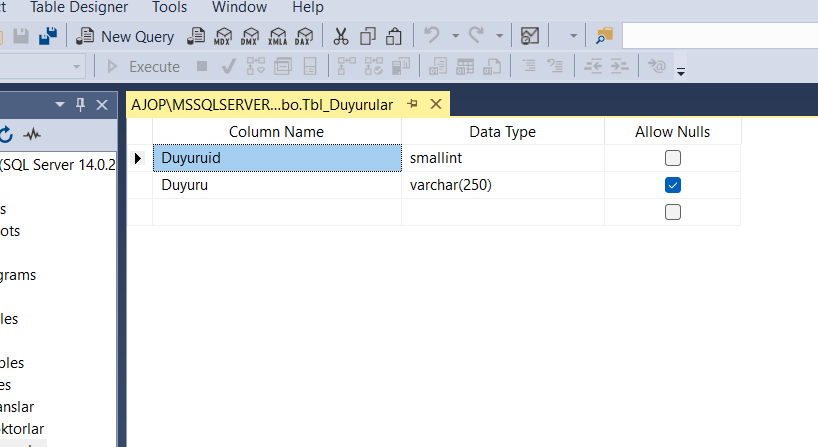 ct Table Designer Tools Window Help
New Query MDX DMX XMLA DAX
Execute
AJOP\MSSQLSERVER...bo.Tbl_Duyurular
Column Name Data Type Allow Nulls
Duyuruid smallint
Duyuru varchar(250)
(SQL Server 14.0.2
s
ots
grams
les
bles
es
anslar
ktorlar